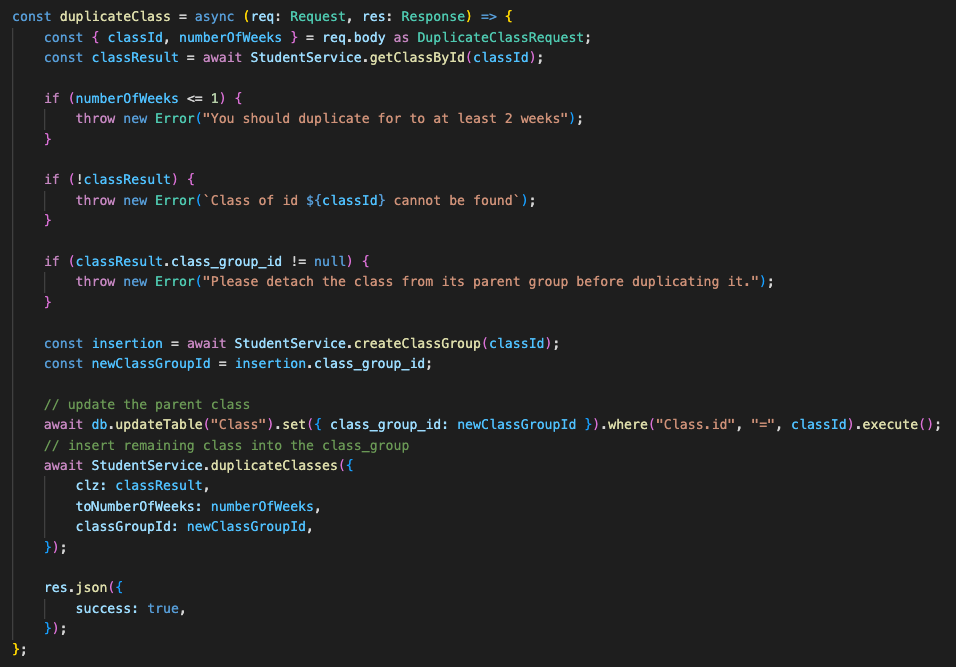 const duplicateClass = async (req: Request, res: Response) => {
    const { classId, numberOfWeeks } = req.body as DuplicateClassRequest;
    const classResult = await StudentService.getClassById(classId);

    if (numberOfWeeks <= 1) {
        throw new Error("You should duplicate for to at least 2 weeks");
    }

    if (!classResult) {
        throw new Error(`Class of id ${classId} cannot be found`);
    }

    if (classResult.class_group_id != null) {
        throw new Error("Please detach the class from its parent group before duplicating it.");
    }

    const insertion = await StudentService.createClassGroup(classId);
    const newClassGroupId = insertion.class_group_id;

    // update the parent class
    await db.updateTable("Class").set({ class_group_id: newClassGroupId }).where("Class.id", "=", classId).execute();
    // insert remaining class into the class_group
    await StudentService.duplicateClasses({
        clz: classResult,
        toNumberOfWeeks: numberOfWeeks,
        classGroupId: newClassGroupId,
    });

    res.json({
        success: true,
    });
};